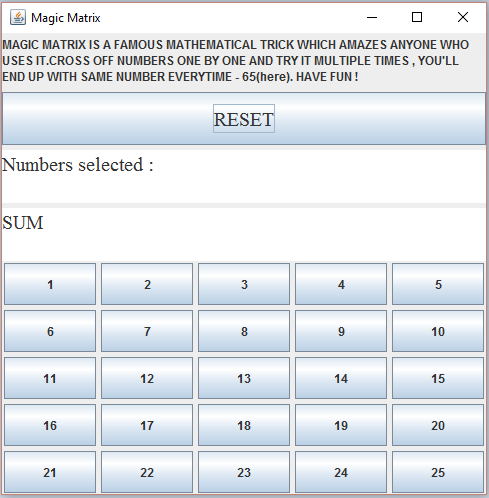 Magic Matrix
MAGIC MATRIX IS A FAMOUS MATHEMATICAL TRICK WHICH AMAZES ANYONE WHO
USES IT.CROSS OFF NUMBERS ONE BY ONE AND TRY IT MULTIPLE TIMES , YOU'LL
END UP WITH SAME NUMBER EVERYTIME - 65(here). HAVE FUN !
RESET
Numbers selected :
SUM
1 2 3 4 5
6 7 8 9 10
11 12 13 14 15
16 17 18 19 20
21 22 23 24 25